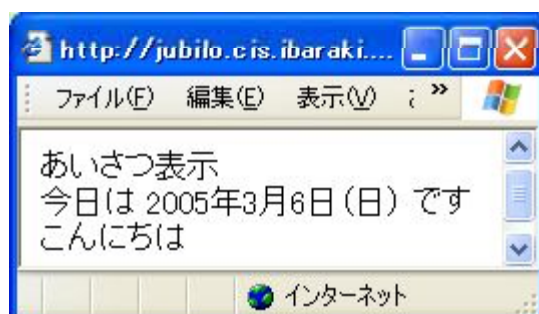 http://jubilo.cis.ibaraki....
ファイル(F) 編集(E) 表示(V) »
あいさつ表示
今日は 2005年3月6日(日) です
こんにちは
インターネット